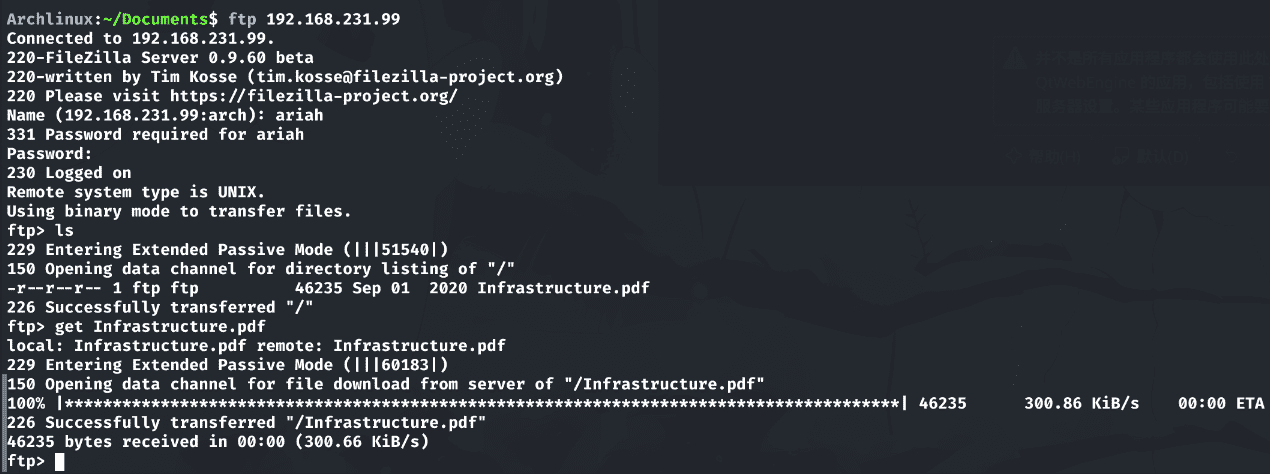 Archlinux:~/Documents$ ftp 192.168.231.99
Connected to 192.168.231.99.
220-FileZilla Server 0.9.60 beta
220-written by Tim Kosse (tim.kosse@filezilla-project.org)
220 Please visit https://filezilla-project.org/
Name (192.168.231.99:arch): ariah
331 Password required for ariah
Password:
230 Logged on
Remote system type is UNIX.
Using binary mode to transfer files.
ftp> ls
229 Entering Extended Passive Mode (|||51540|)
150 Opening data channel for directory listing of "/"
-r--r--r-- 1 ftp ftp          46235 Sep 01  2020 Infrastructure.pdf
226 Successfully transferred "/"
ftp> get Infrastructure.pdf
local: Infrastructure.pdf remote: Infrastructure.pdf
229 Entering Extended Passive Mode (|||60183|)
150 Opening data channel for file download from server of "/Infrastructure.pdf"
100% |***************************************************************************************| 46235      300.86 KiB/s    00:00 ETA
226 Successfully transferred "/Infrastructure.pdf"
46235 bytes received in 00:00 (300.66 KiB/s)
ftp>